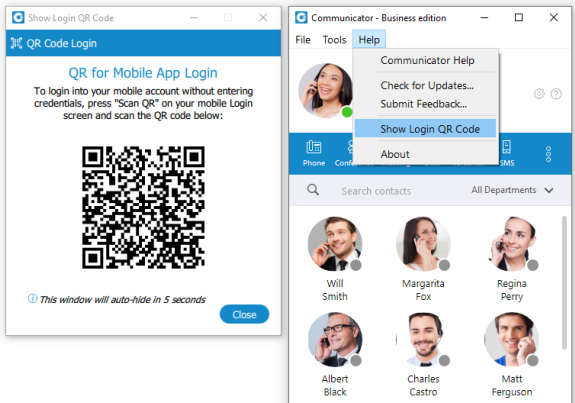 Show Login QR Code
QR Code Login
QR for Mobile App Login
To login into your mobile account without entering
credentials, press "Scan QR" on your mobile Login
screen and scan the QR code below:
This window will auto-hide in 5 seconds
Close
Communicator - Business edition
File Tools Help
Communicator Help
Check for Updates...
Submit Feedback...
Show Login QR Code
About
Phone
SMS
Search contacts
All Departments
Will
Smith
Margarita
Fox
Regina
Perry
Albert
Black
Charles
Castro
Matt
Ferguson